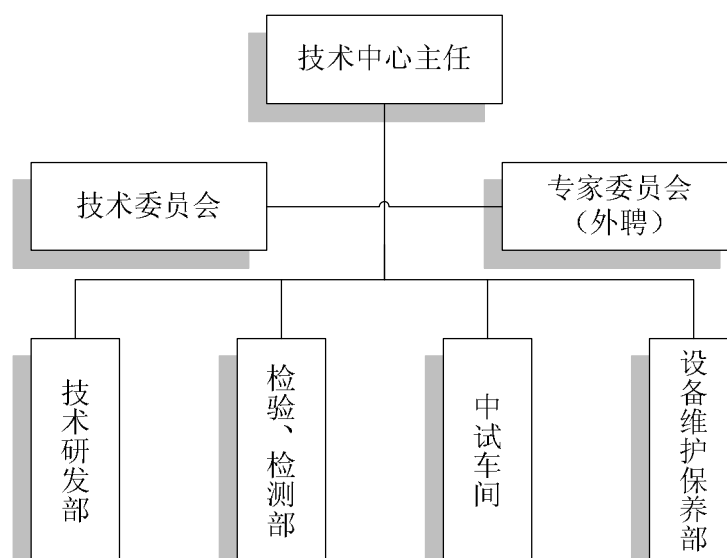 技术中心主任
技术委员会
专家委员会
（外聘）
技术研发部
检验、检测部
中试车间
设备维护保养部